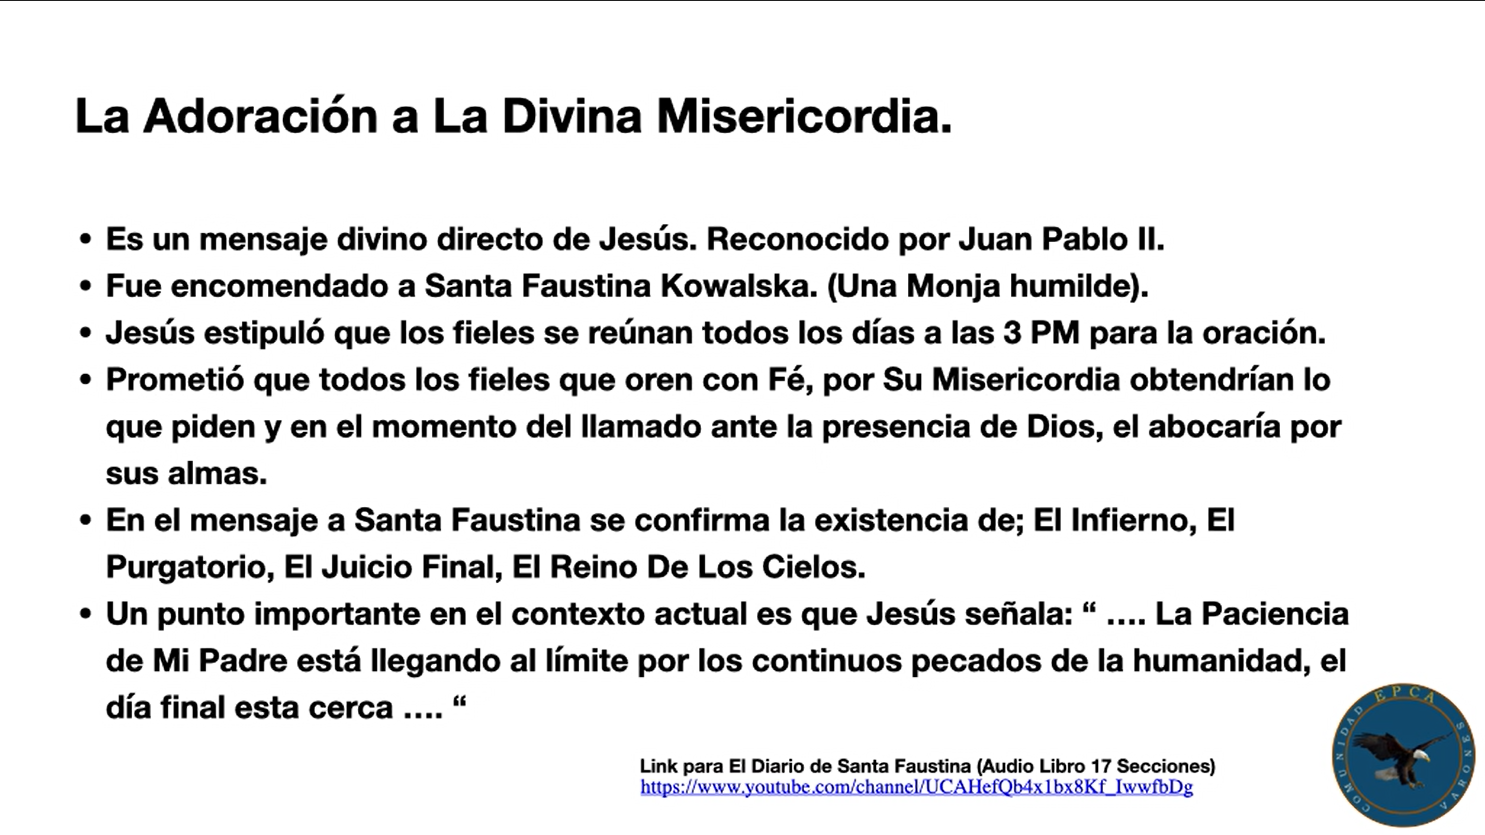 La Adoración a La Divina Misericordia.
• Es un mensaje divino directo de Jesús. Reconocido por Juan Pablo II.
• Fue encomendado a Santa Faustina Kowalska. (Una Monja humilde).
• Jesús estipuló que los fieles se reúnan todos los días a las 3 PM para la oración.
• Prometió que todos los fieles que oren con Fé, por Su Misericordia obtendrían lo
que piden y en el momento del llamado ante la presencia de Dios, el abocaría por
sus almas.
• En el mensaje a Santa Faustina se confirma la existencia de; El Infierno, El
Purgatorio, El Juicio Final, El Reino De Los Cielos.
• Un punto importante en el contexto actual es que Jesús señala: “ .... La Paciencia
de Mi Padre está llegando al límite por los continuos pecados de la humanidad, el
día final esta cerca .... “
Link para El Diario de Santa Faustina (Audio Libro 17 Secciones)
https://www.youtube.com/channel/UCAHefQb4x1bx8Kf_IwwfbDg
COMUNIDAD EPCA VARONES